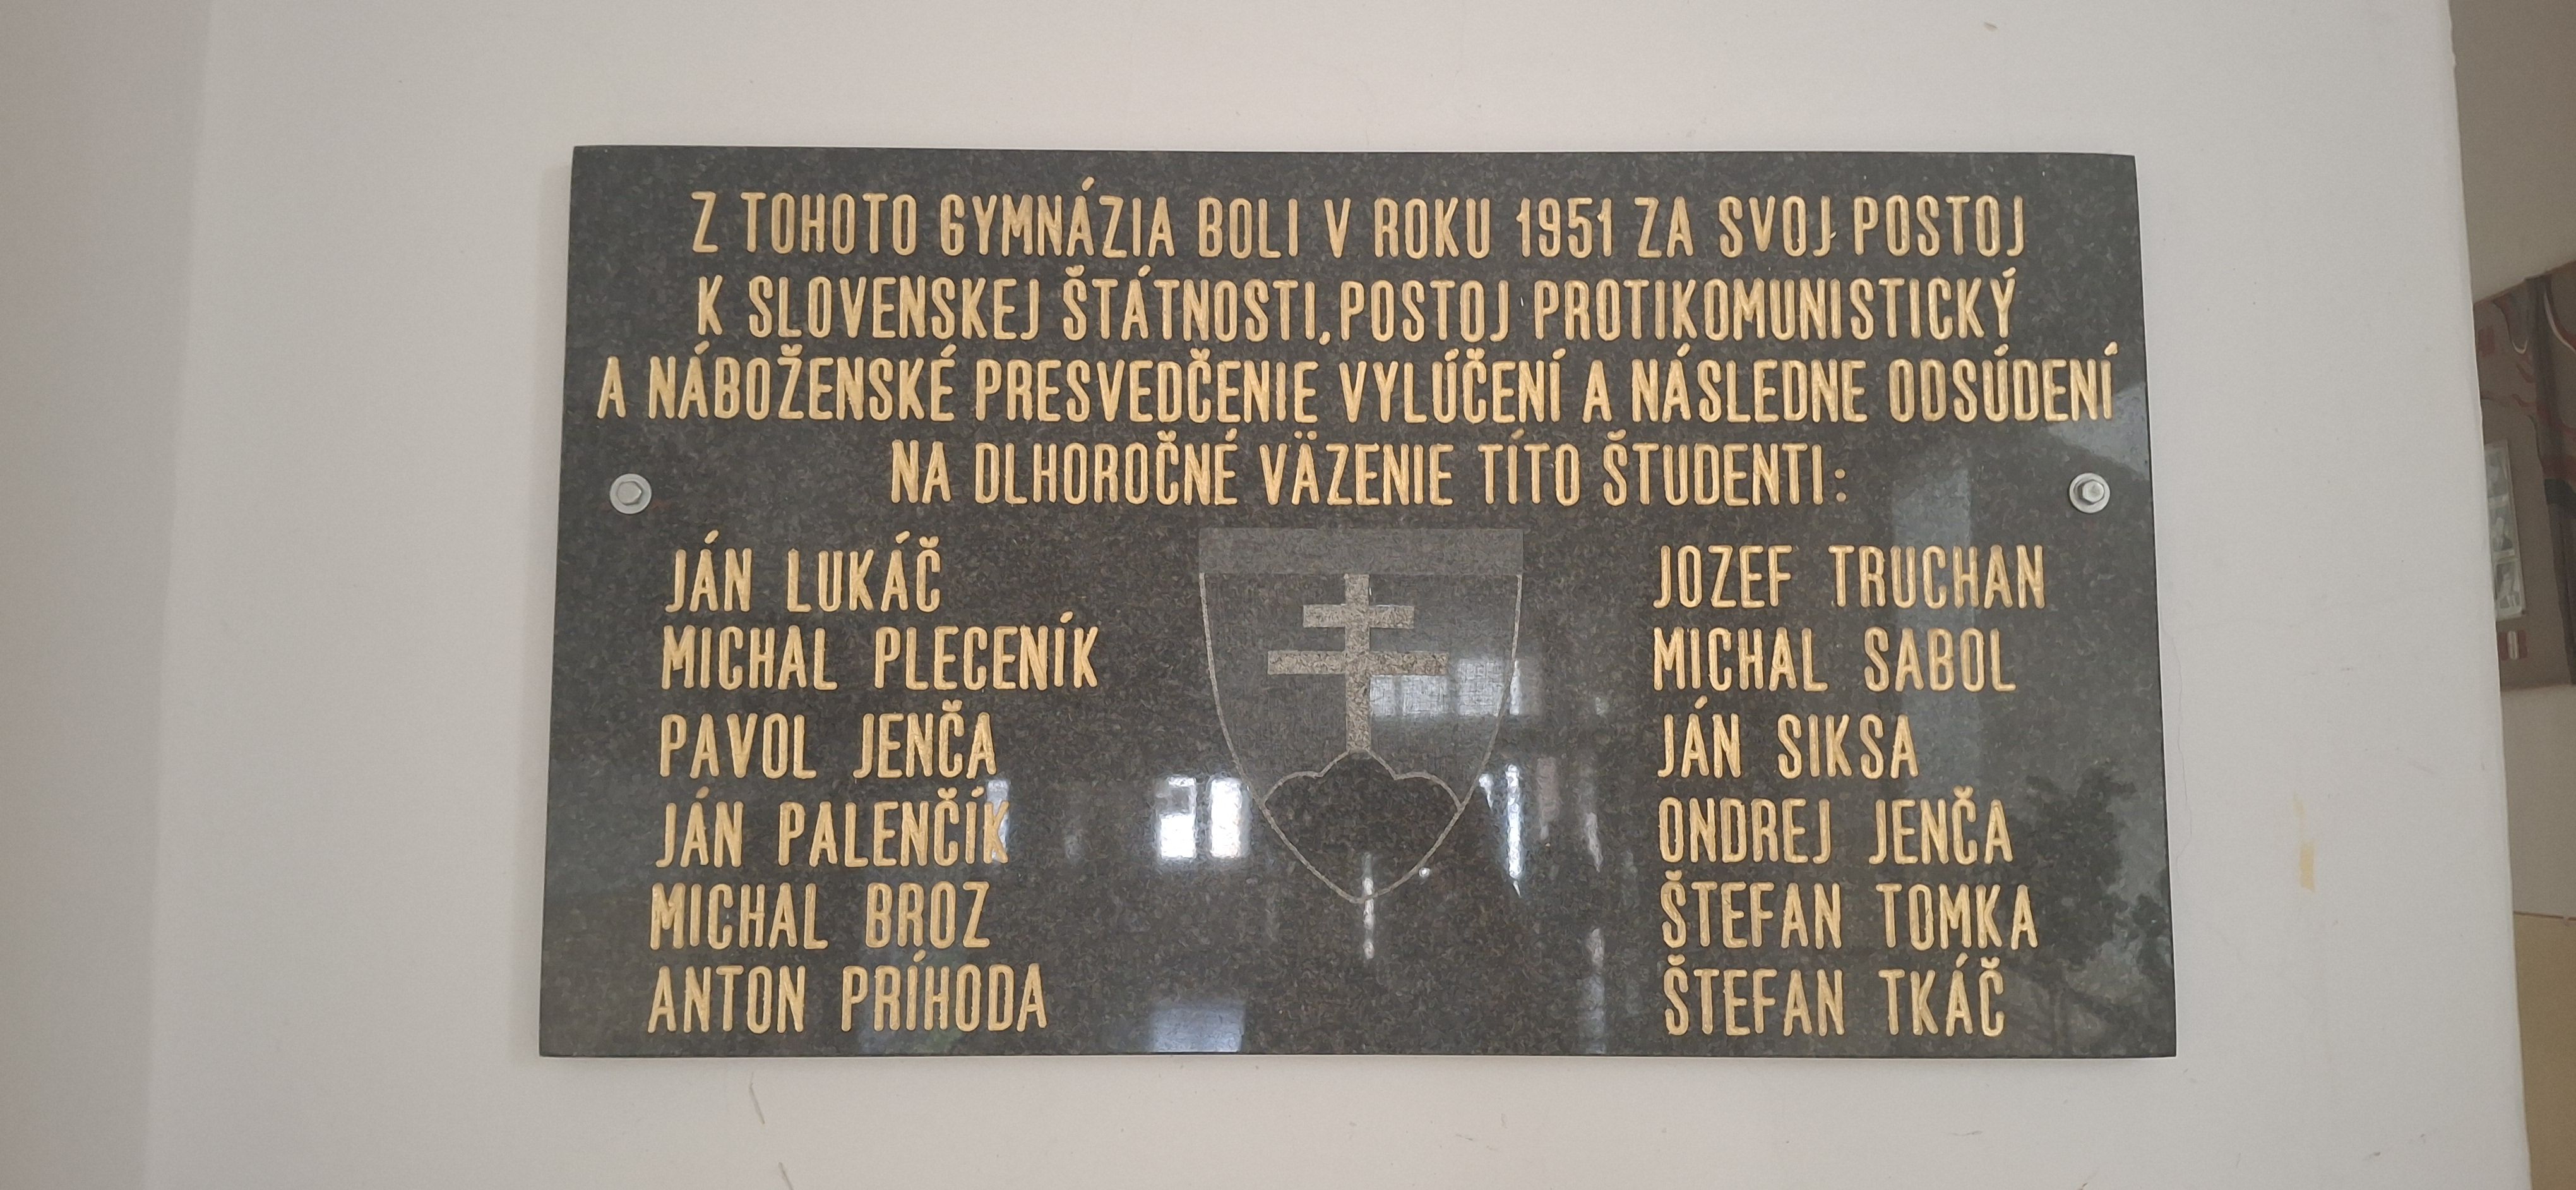 Z TOHOTO GYMNÁZIA BOLI V ROKU 1951 ZA SVOJ POSTOJ
K SLOVENSKEJ ŠTÁTNOSTI, POSTOJ PROTIKOMUNISTICKÝ
A NÁBOŽENSKÉ PRESVEDČENIE VYLÚČENÍ A NÁSLEDNE ODSÚDENÍ
NA DLHOROČNÉ VÄZENIE TÍTO ŠTUDENTI:
JÁN LUKÁČ
MICHAL PLECENÍK
PAVOL JENČA
JÁN PALENČÍK
MICHAL BROZ
ANTON PRÍHODA
JOZEF TRUCHAN
MICHAL SABOL
JÁN SIKSA
ONDREJ JENČA
ŠTEFAN TOMKA
ŠTEFAN TKÁČ